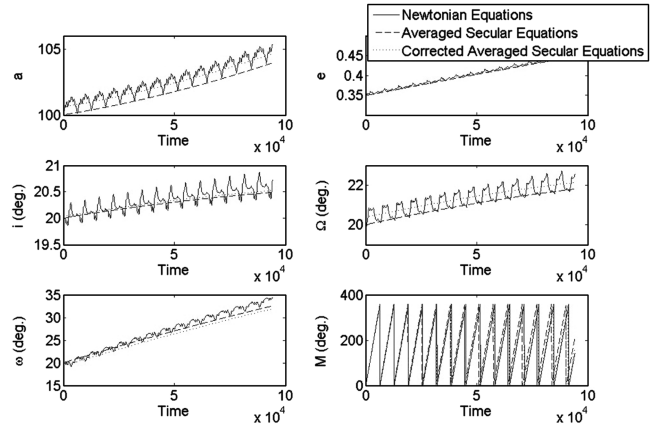 Newtonian Equations
Averaged Secular Equations
Corrected Averaged Secular Equations
105
100
a
0 5 10
Time
x 10^4
0.45
0.4
0.35
e
0 5 10
Time
x 10^4
21
20.5
20
19.5
i (deg.)
0 5 10
Time
x 10^4
22
20
Ω (deg.)
0 5 10
Time
x 10^4
35
30
25
20
15
ω (deg.)
0 5 10
Time
x 10^4
400
200
0
M (deg.)
0 5 10
Time
x 10^4